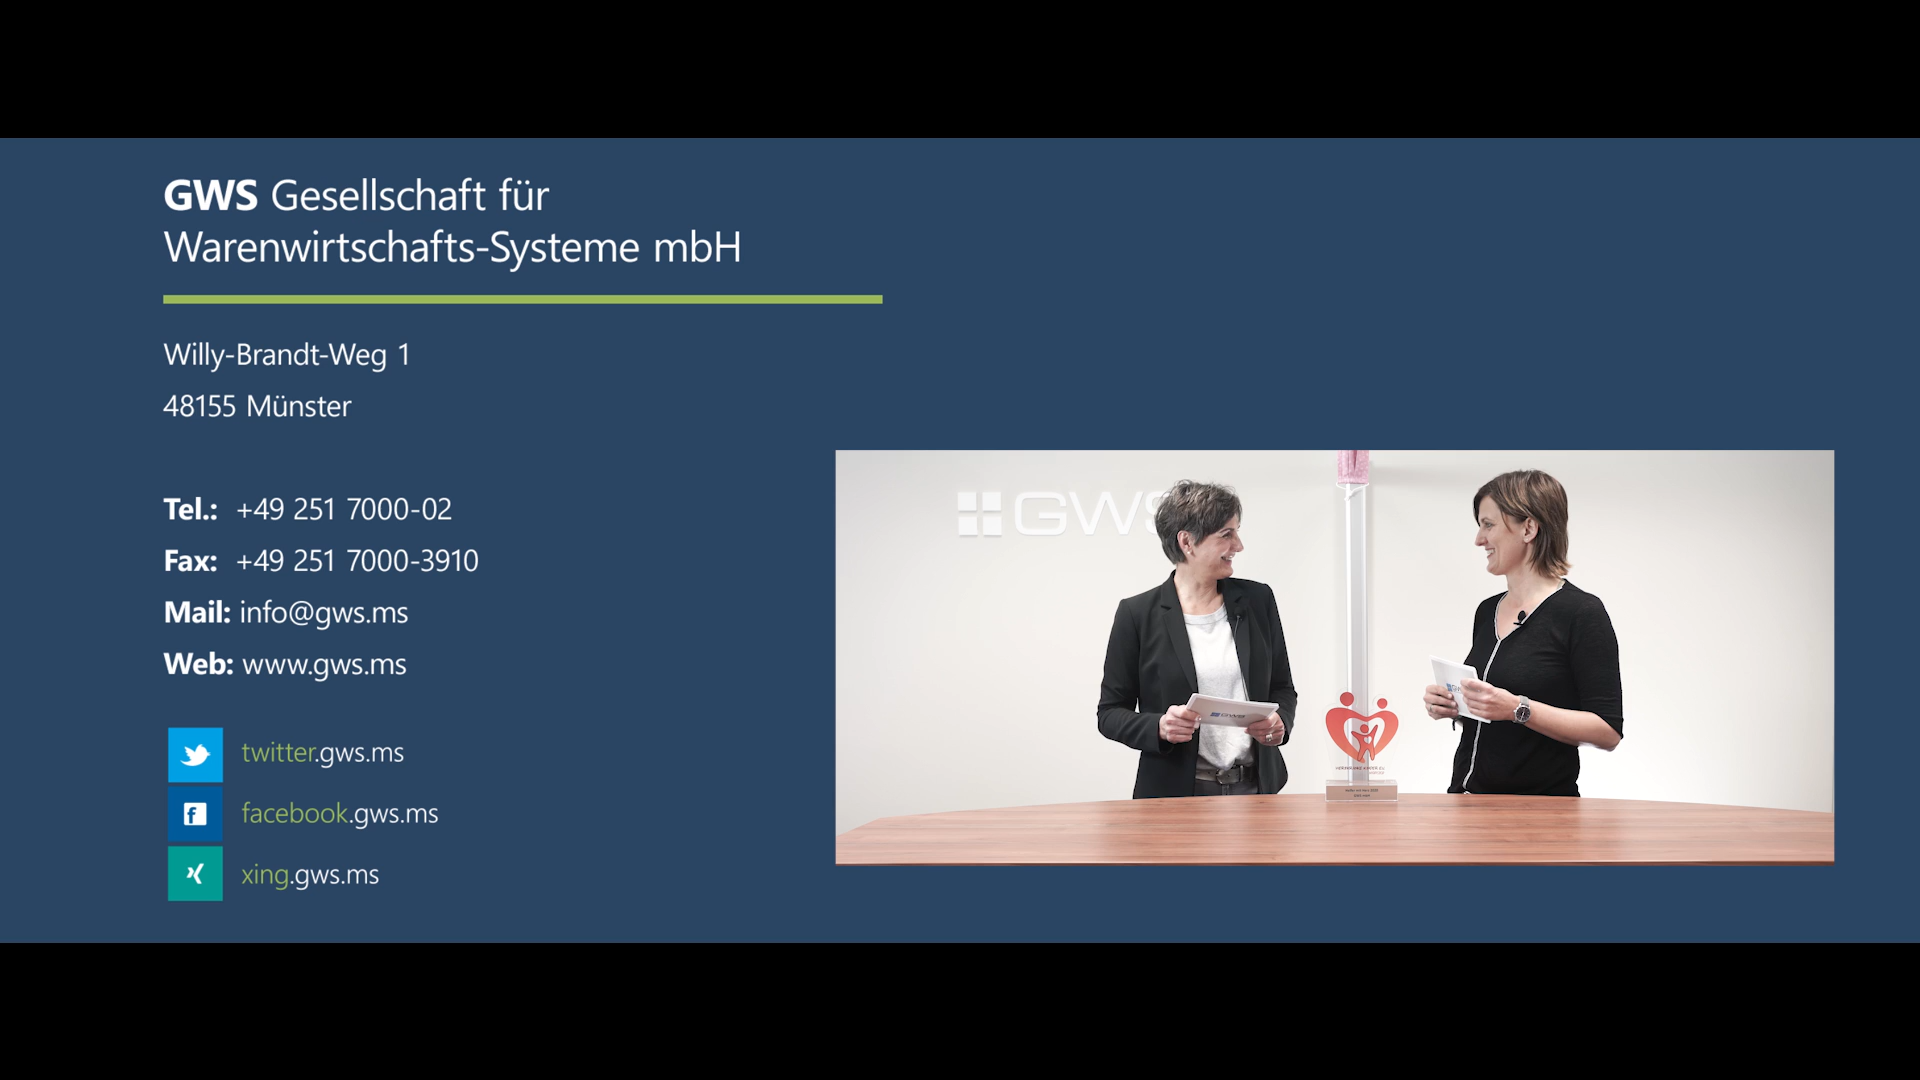 GWS Gesellschaft für
Warenwirtschafts-Systeme mbH
Willy-Brandt-Weg 1
48155 Münster
Tel.: +49 251 7000-02
Fax: +49 251 7000-3910
Mail: info@gws.ms
Web: www.gws.ms
twitter.gws.ms
facebook.gws.ms
xing.gws.ms
GWS
GWS